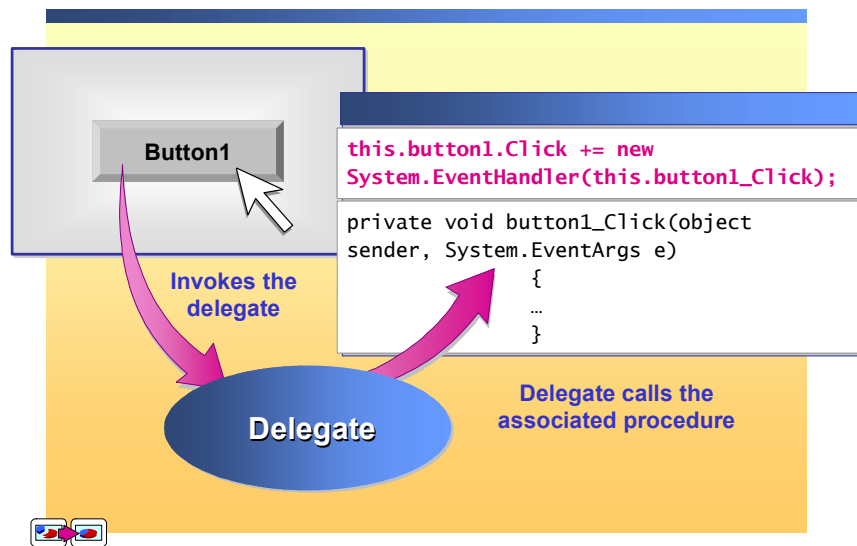 Button1
this.button1.Click += new
System.EventHandler(this.button1_Click);
private void button1_Click(object
sender, System.EventArgs e)
{
…
}
Invokes the
delegate
Delegate
Delegate calls the
associated procedure